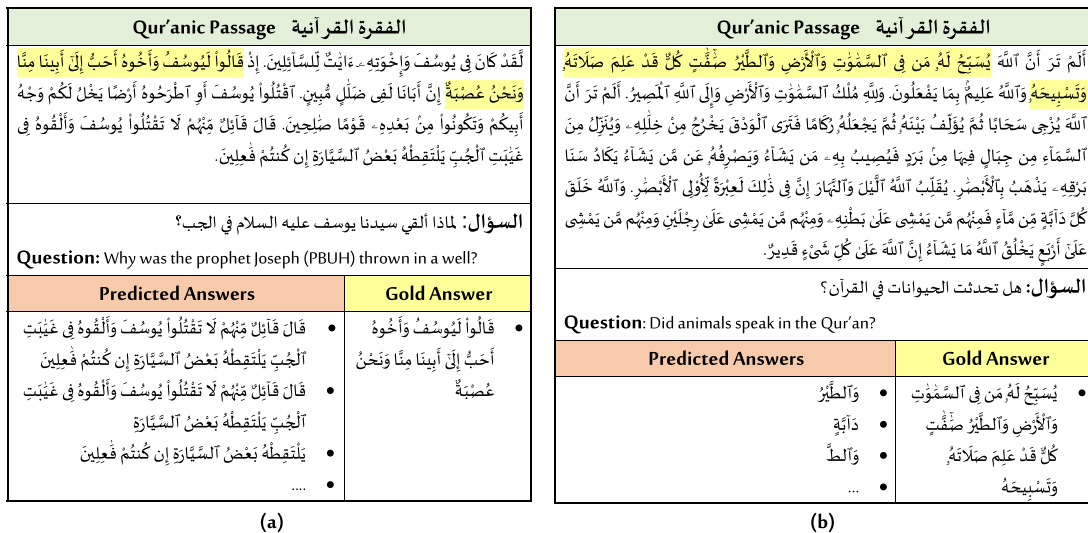 Qur'anic Passage الفقرة القرآنية
لَّقَدْ كَانَ فِى يُوسُفَ وَإِخْوَتِهِۦٓ ءَايَٰتٌ لِّلسَّآئِلِينَ. إِذْ قَالُوا۟ لَيُوسُفُ وَأَخُوهُ أَحَبُّ إِلَىٰٓ أَبِينَا مِنَّا
وَنَحْنُ عُصْبَةٌ إِنَّ أَبَانَا لَفِى ضَلَٰلٍ مُّبِينٍ. ٱقْتُلُوا۟ يُوسُفَ أَوِ ٱطْرَحُوهُ أَرْضًا يَخْلُ لَكُمْ وَجْهُ
أَبِيكُمْ وَتَكُونُوا۟ مِنۢ بَعْدِهِۦ قَوْمًا صَٰلِحِينَ. قَالَ قَآئِلٌ مِّنْهُمْ لَا تَقْتُلُوا۟ يُوسُفَ وَأَلْقُوهُ فِى
غَيَٰبَتِ ٱلْجُبِّ يَلْتَقِطْهُ بَعْضُ ٱلسَّيَّارَةِ إِن كُنتُمْ فَٰعِلِينَ.
السؤال: لماذا ألقي سيدنا يوسف عليه السلام في الجب؟
Question: Why was the prophet Joseph (PBUH) thrown in a well?
Predicted Answers Gold Answer
• قَالَ قَآئِلٌ مِّنْهُمْ لَا تَقْتُلُوا۟ يُوسُفَ وَأَلْقُوهُ فِى غَيَٰبَتِ
ٱلْجُبِّ يَلْتَقِطْهُ بَعْضُ ٱلسَّيَّارَةِ إِن كُنتُمْ فَٰعِلِينَ
• قَالَ قَآئِلٌ مِّنْهُمْ لَا تَقْتُلُوا۟ يُوسُفَ وَأَلْقُوهُ فِى غَيَٰبَتِ
ٱلْجُبِّ يَلْتَقِطْهُ بَعْضُ ٱلسَّيَّارَةِ
• يَلْتَقِطْهُ بَعْضُ ٱلسَّيَّارَةِ إِن كُنتُمْ فَٰعِلِينَ
• ....
• قَالُوا۟ لَيُوسُفُ وَأَخُوهُ
أَحَبُّ إِلَىٰٓ أَبِينَا مِنَّا وَنَحْنُ
عُصْبَةٌ
(a)
Qur'anic Passage الفقرة القرآنية
أَلَمْ تَرَ أَنَّ ٱللَّهَ يُسَبِّحُ لَهُۥ مَن فِى ٱلسَّمَٰوَٰتِ وَٱلْأَرْضِ وَٱلطَّيْرُ صَٰٓفَّٰتٍ كُلٌّ قَدْ عَلِمَ صَلَاتَهُۥ
وَتَسْبِيحَهُۥ وَٱللَّهُ عَلِيمٌۢ بِمَا يَفْعَلُونَ. وَلِلَّهِ مُلْكُ ٱلسَّمَٰوَٰتِ وَٱلْأَرْضِ وَإِلَى ٱللَّهِ ٱلْمَصِيرُ. أَلَمْ تَرَ أَنَّ
ٱللَّهَ يُزْجِى سَحَابًا ثُمَّ يُؤَلِّفُ بَيْنَهُۥ ثُمَّ يَجْعَلُهُۥ رُكَامًا فَتَرَى ٱلْوَدْقَ يَخْرُجُ مِنْ خِلَٰلِهِۦ وَيُنَزِّلُ مِنَ
ٱلسَّمَآءِ مِن جِبَالٍ فِيهَا مِنۢ بَرَدٍ فَيُصِيبُ بِهِۦ مَن يَشَآءُ وَيَصْرِفُهُۥ عَن مَّن يَشَآءُ يَكَادُ سَنَا
بَرْقِهِۦ يَذْهَبُ بِٱلْأَبْصَٰرِ. يُقَلِّبُ ٱللَّهُ ٱلَّيْلَ وَٱلنَّهَارَ إِنَّ فِى ذَٰلِكَ لَعِبْرَةً لِّأُو۟لِى ٱلْأَبْصَٰرِ. وَٱللَّهُ خَلَقَ
كُلَّ دَآبَّةٍ مِّن مَّآءٍ فَمِنْهُم مَّن يَمْشِى عَلَىٰ بَطْنِهِۦ وَمِنْهُم مَّن يَمْشِى عَلَىٰ رِجْلَيْنِ وَمِنْهُم مَّن يَمْشِى
عَلَىٰٓ أَرْبَعٍ يَخْلُقُ ٱللَّهُ مَا يَشَآءُ إِنَّ ٱللَّهَ عَلَىٰ كُلِّ شَىْءٍ قَدِيرٌ.
السؤال: هل تحدثت الحيوانات في القرآن؟
Question: Did animals speak in the Qur'an?
Predicted Answers Gold Answer
• وَٱلطَّيْرُ
• دَآبَّةٍ
• وَٱلطَّ
• ...
• يُسَبِّحُ لَهُۥ مَن فِى ٱلسَّمَٰوَٰتِ
وَٱلْأَرْضِ وَٱلطَّيْرُ صَٰٓفَّٰتٍ
كُلٌّ قَدْ عَلِمَ صَلَاتَهُۥ
وَتَسْبِيحَهُ
(b)